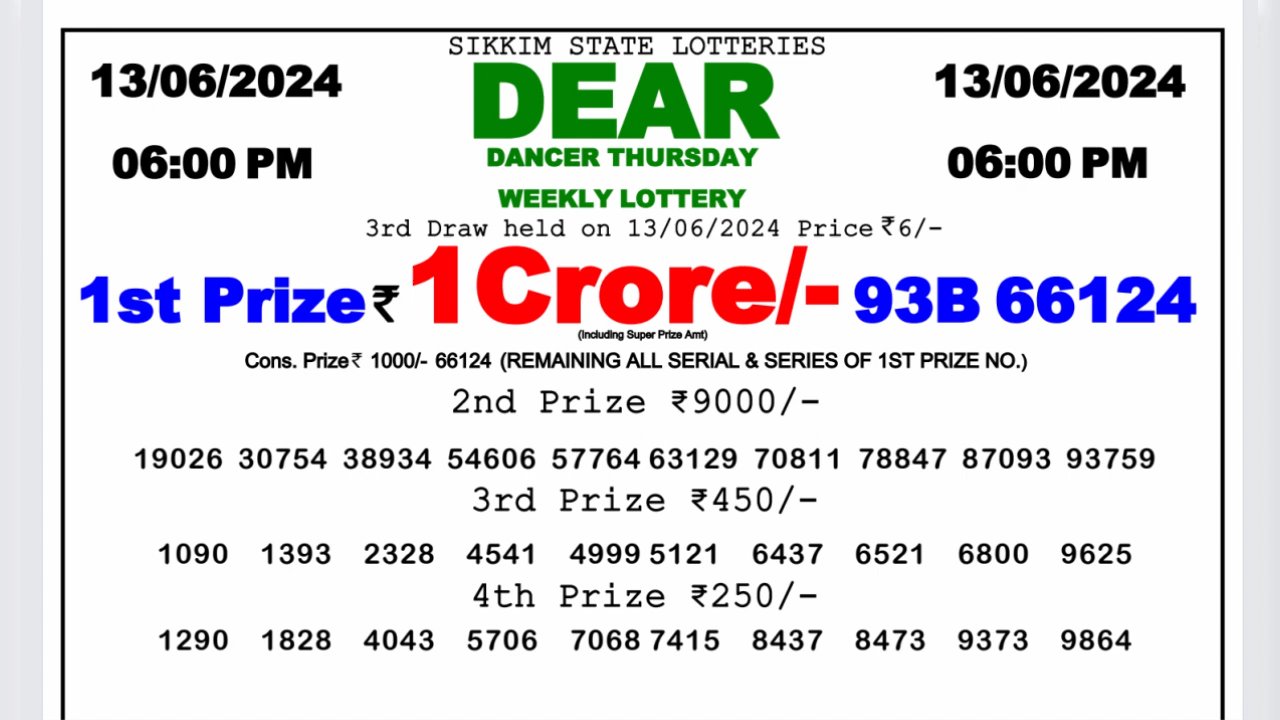 SIKKIM STATE LOTTERIES
13/06/2024 DEAR 13/06/2024
06:00 PM DANCER THURSDAY 06:00 PM
WEEKLY LOTTERY
3rd Draw held on 13/06/2024 Price ₹6/-
1st Prize ₹ 1Crore/- 93B 66124
(Including Super Prize Amt)
Cons. Prize ₹ 1000/- 66124 (REMAINING ALL SERIAL & SERIES OF 1ST PRIZE NO.)
2nd Prize ₹9000/-
19026 30754 38934 54606 57764 63129 70811 78847 87093 93759
3rd Prize ₹450/-
1090 1393 2328 4541 4999 5121 6437 6521 6800 9625
4th Prize ₹250/-
1290 1828 4043 5706 7068 7415 8437 8473 9373 9864